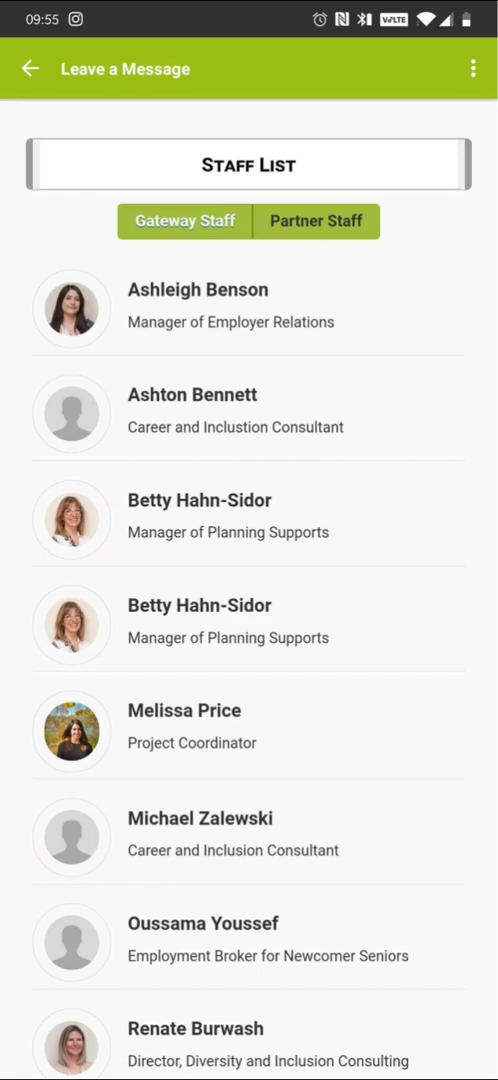 09:55
VoLTE
Leave a Message
STAFF LIST
Gateway Staff Partner Staff
Ashleigh Benson
Manager of Employer Relations
Ashton Bennett
Career and Inclustion Consultant
Betty Hahn-Sidor
Manager of Planning Supports
Betty Hahn-Sidor
Manager of Planning Supports
Melissa Price
Project Coordinator
Michael Zalewski
Career and Inclusion Consultant
Oussama Youssef
Employment Broker for Newcomer Seniors
Renate Burwash
Director, Diversity and Inclusion Consulting